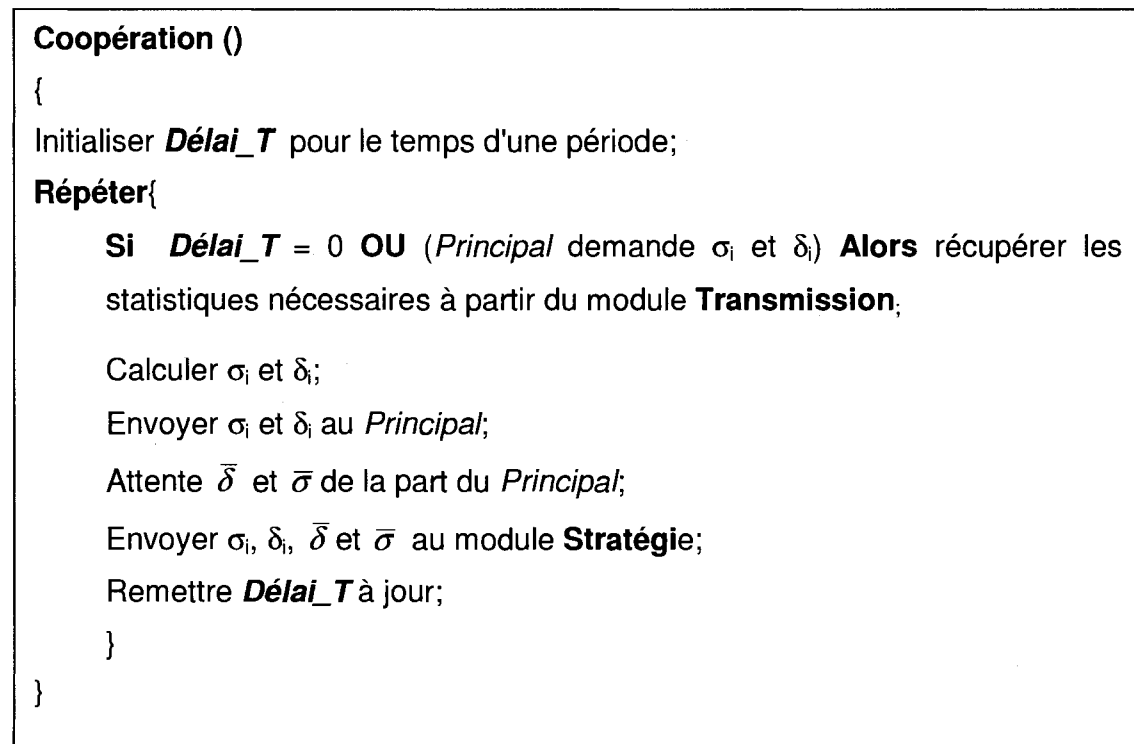 Coopération ()
{
Initialiser Délai_T pour le temps d'une période;
Répéter{
Si Délai_T = 0 OU (Principal demande σi et δi) Alors récupérer les
statistiques nécessaires à partir du module Transmission;
Calculer σi et δi;
Envoyer σi et δi au Principal;
Attente δ̅ et σ̅ de la part du Principal;
Envoyer σi, δi, δ̅ et σ̅ au module Stratégie;
Remettre Délai_T à jour;
}
}